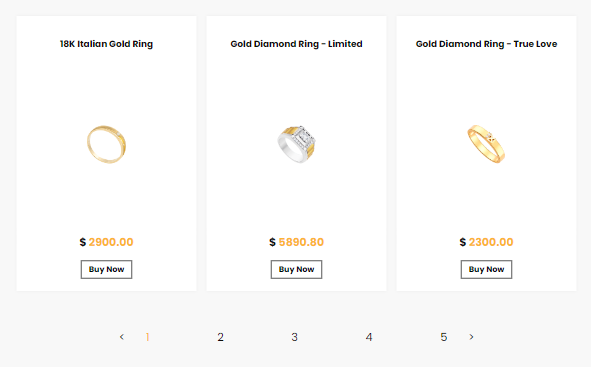 18K Italian Gold Ring
Gold Diamond Ring - Limited
Gold Diamond Ring - True Love
$ 2900.00
$ 5890.80
$ 2300.00
Buy Now
Buy Now
Buy Now
< 1 2 3 4 5 >